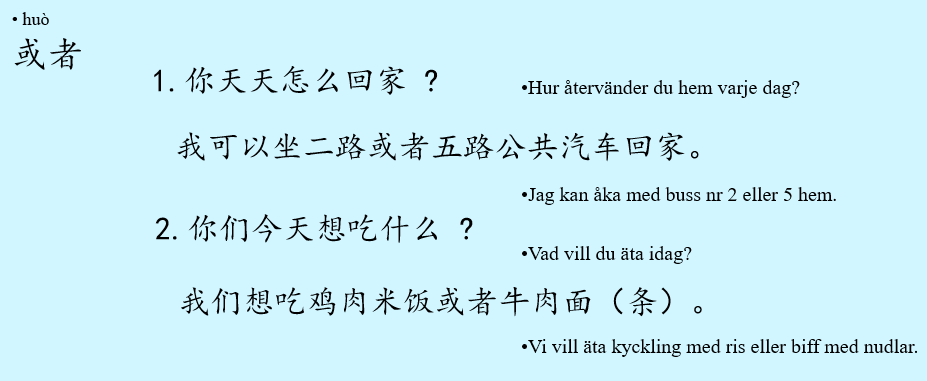 • huò
或者
1.你天天怎么回家 ?
•Hur återvänder du hem varje dag?
我可以坐二路或者五路公共汽车回家。
•Jag kan åka med buss nr 2 eller 5 hem.
2.你们今天想吃什么 ?
•Vad vill du äta idag?
我们想吃鸡肉米饭或者牛肉面（条）。
•Vi vill äta kyckling med ris eller biff med nudlar.